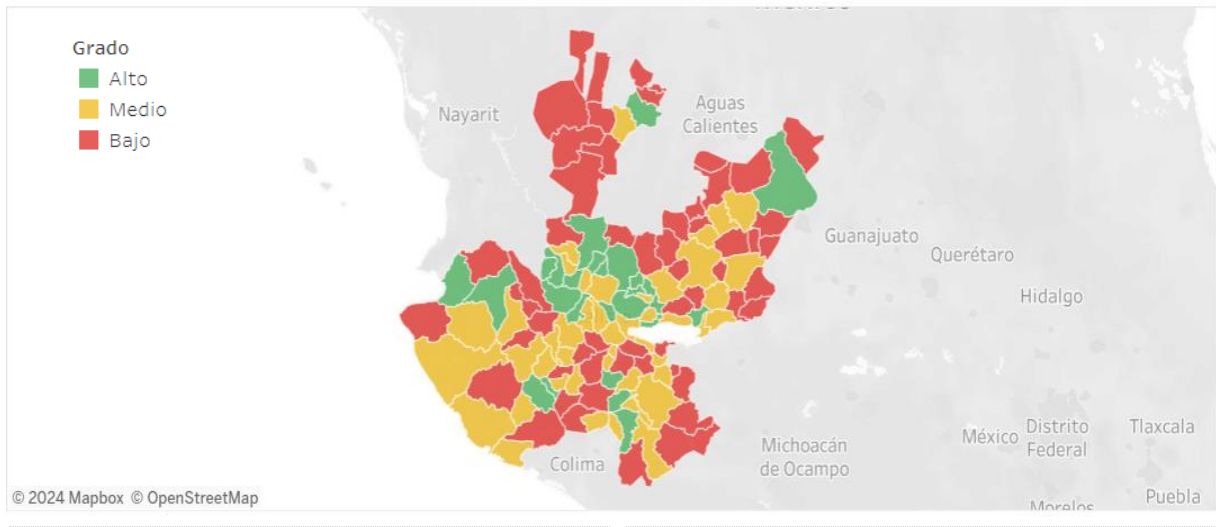 Grado
Alto
Medio
Bajo
Nayarit
Aguas
Calientes
Guanajuato
Querétaro
Hidalgo
México
Distrito
Federal
Tlaxcala
Michoacán
de Ocampo
Colima
Puebla
Morelos
© 2024 Mapbox © OpenStreetMap